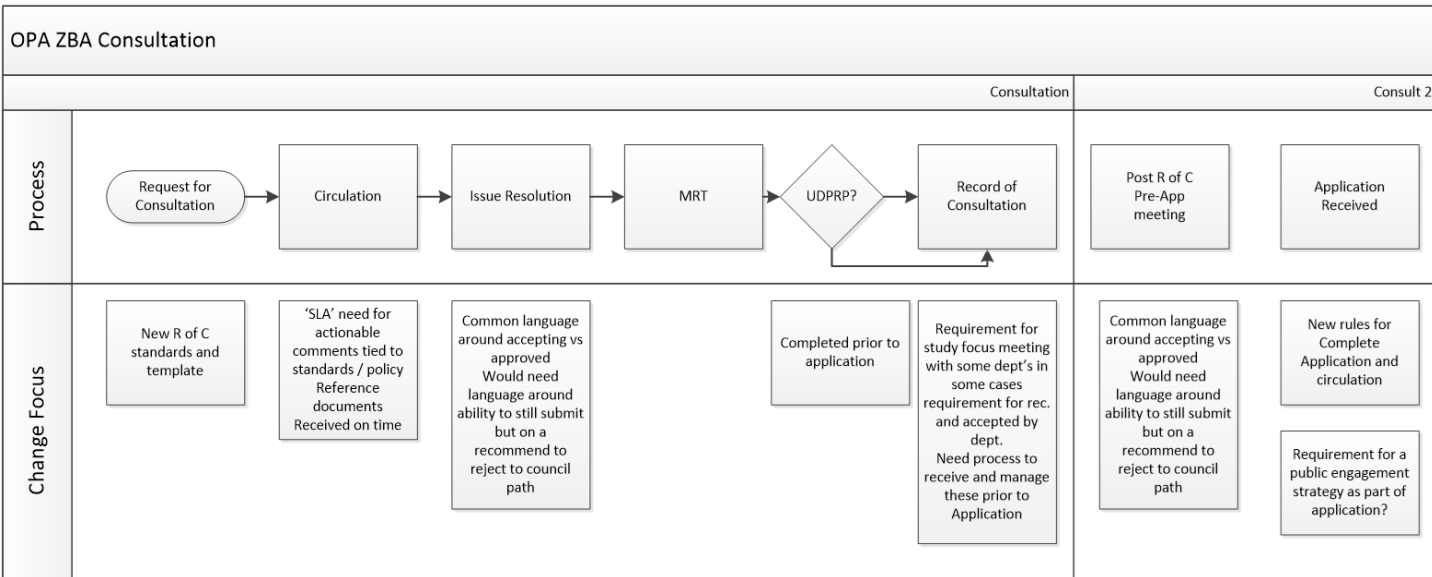 OPA ZBA Consultation
Consultation
Consult 2
Process
Request for
Consultation
Circulation
Issue Resolution
MRT
UDPRP?
Record of
Consultation
Post R of C
Pre-App
meeting
Application
Received
Change Focus
New R of C
standards and
template
‘SLA’ need for
actionable
comments tied to
standards / policy
Reference
documents
Received on time
Common language
around accepting vs
approved
Would need
language around
ability to still submit
but on a
recommend to
reject to council
path
Completed prior to
application
Requirement for
study focus meeting
with some dept’s in
some cases
requirement for rec.
and accepted by
dept.
Need process to
receive and manage
these prior to
Application
Common language
around accepting vs
approved
Would need
language around
ability to still submit
but on a
recommend to
reject to council
path
New rules for
Complete
Application and
circulation
Requirement for a
public engagement
strategy as part of
application?